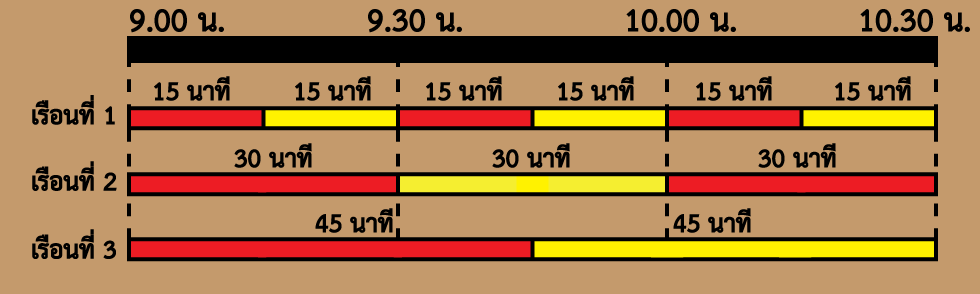 9.00 น. 9.30 น. 10.00 น. 10.30 น.
15 นาที 15 นาที 15 นาที 15 นาที 15 นาที 15 นาที
เรือนที่ 1
30 นาที 30 นาที 30 นาที
เรือนที่ 2
45 นาที 45 นาที
เรือนที่ 3